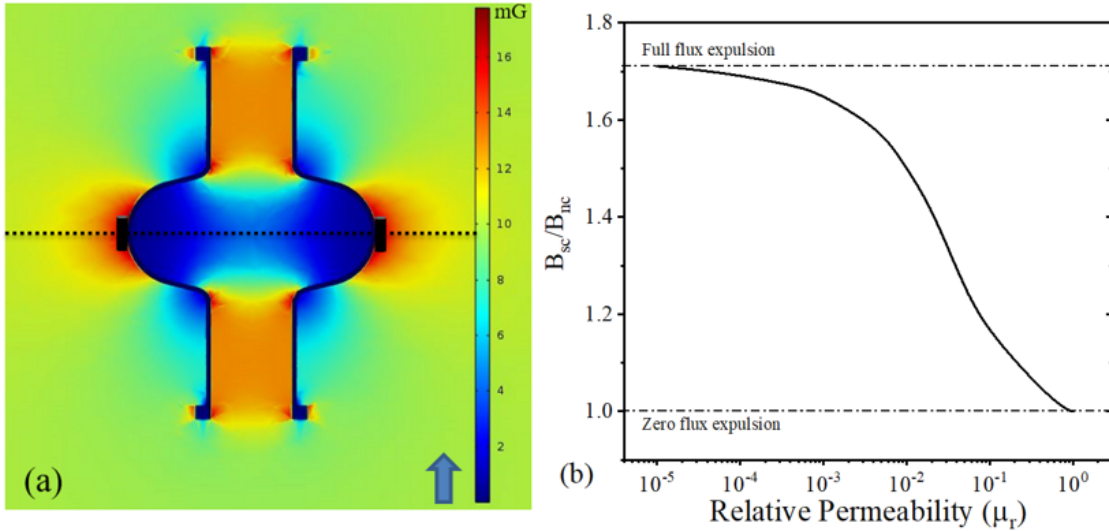 mG
16
14
12
10
8
6
4
2
(a)
1.8
1.6
1.4
1.2
1.0
B_sc/B_nc
Full flux expulsion
Zero flux expulsion
10^-5 10^-4 10^-3 10^-2 10^-1 10^0
(b)
Relative Permeability (μ_r)